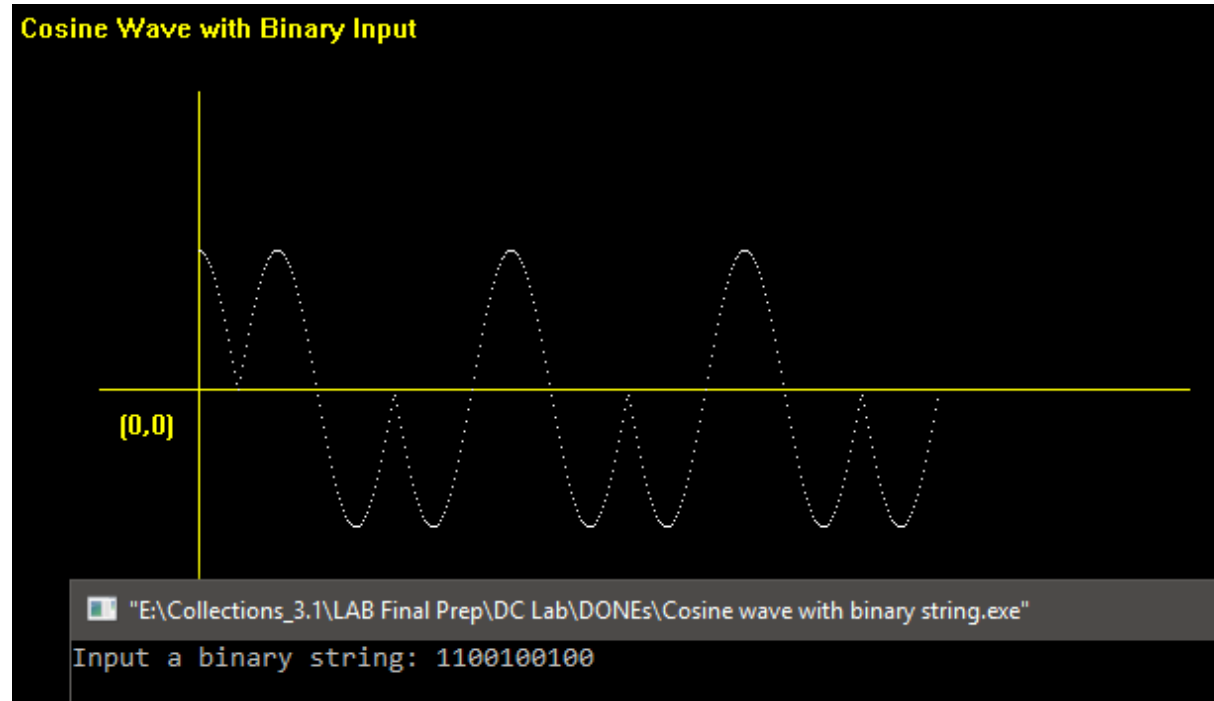 Cosine Wave with Binary Input
(0,0)
"E:\Collections_3.1\LAB Final Prep\DC Lab\DONEs\Cosine wave with binary string.exe"
Input a binary string: 1100100100